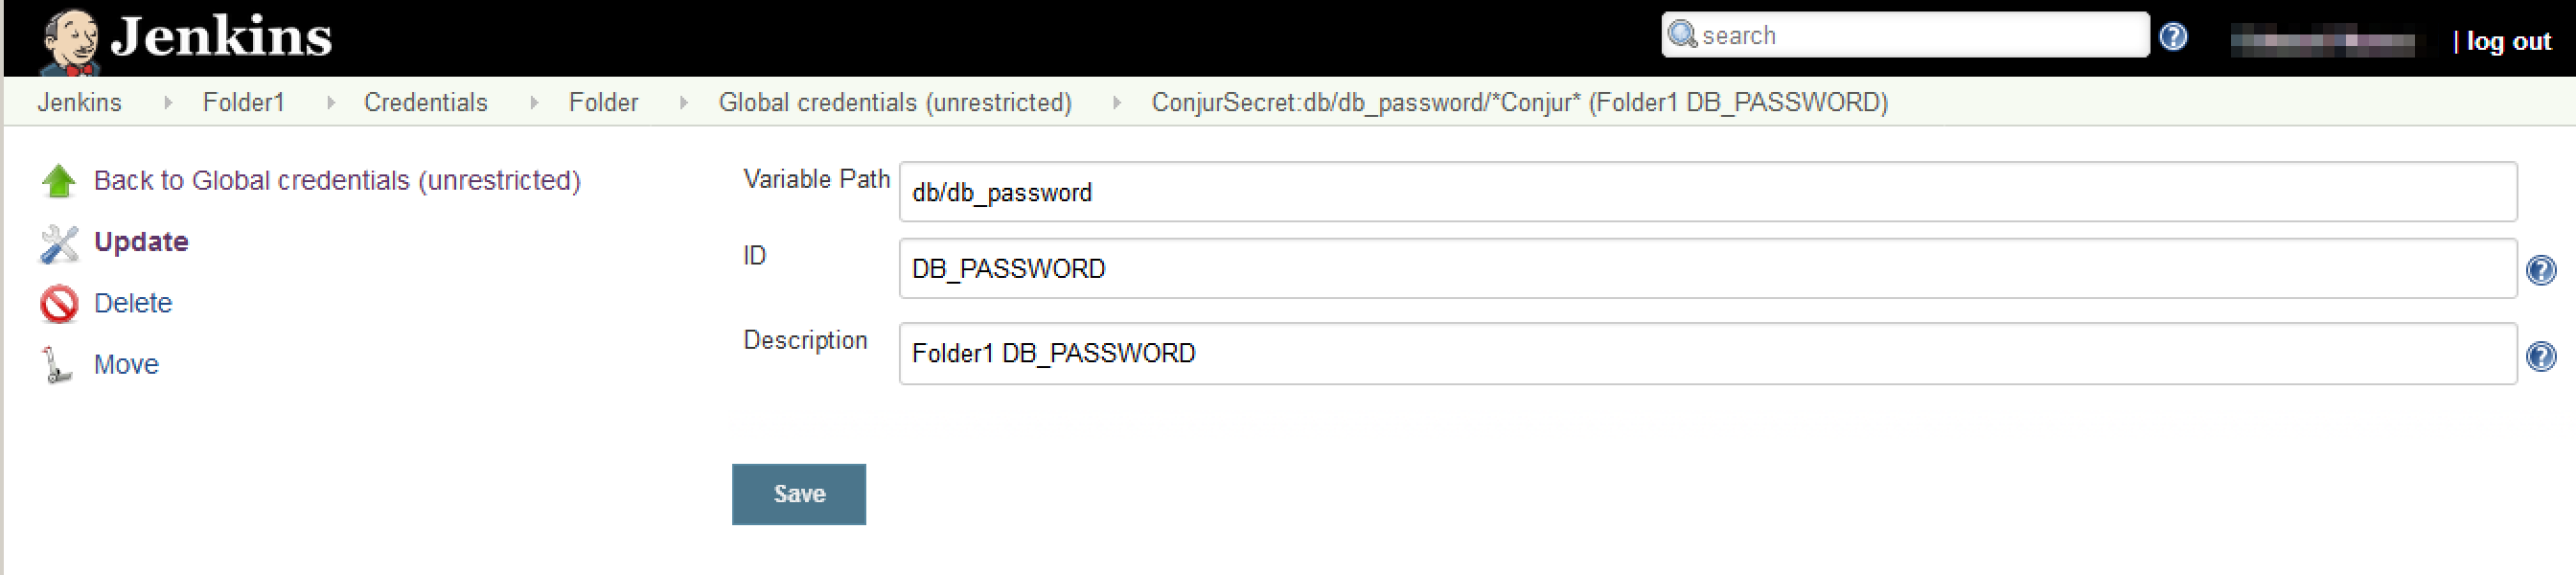 Jenkins
search
| log out
Jenkins Folder1 Credentials Folder Global credentials (unrestricted) ConjurSecret:db/db_password/*Conjur* (Folder1 DB_PASSWORD)
Back to Global credentials (unrestricted)
Update
Delete
Move
Variable Path db/db_password
ID DB_PASSWORD
Description Folder1 DB_PASSWORD
Save